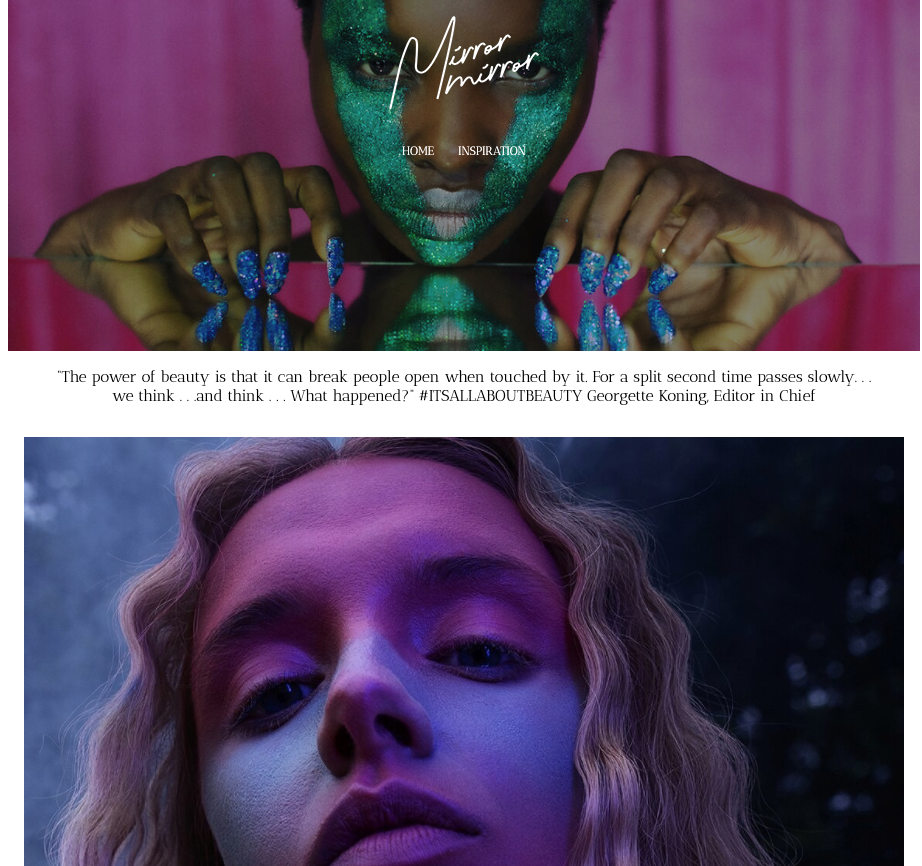 Mirror
mirror
.HOME INSPIRATION
"The power of beauty is that it can break people open when touched by it. For a split second time passes slowly. . .
we think . . .and think . . . What happened?" #ITSALLABOUTBEAUTY Georgette Koning, Editor in Chief